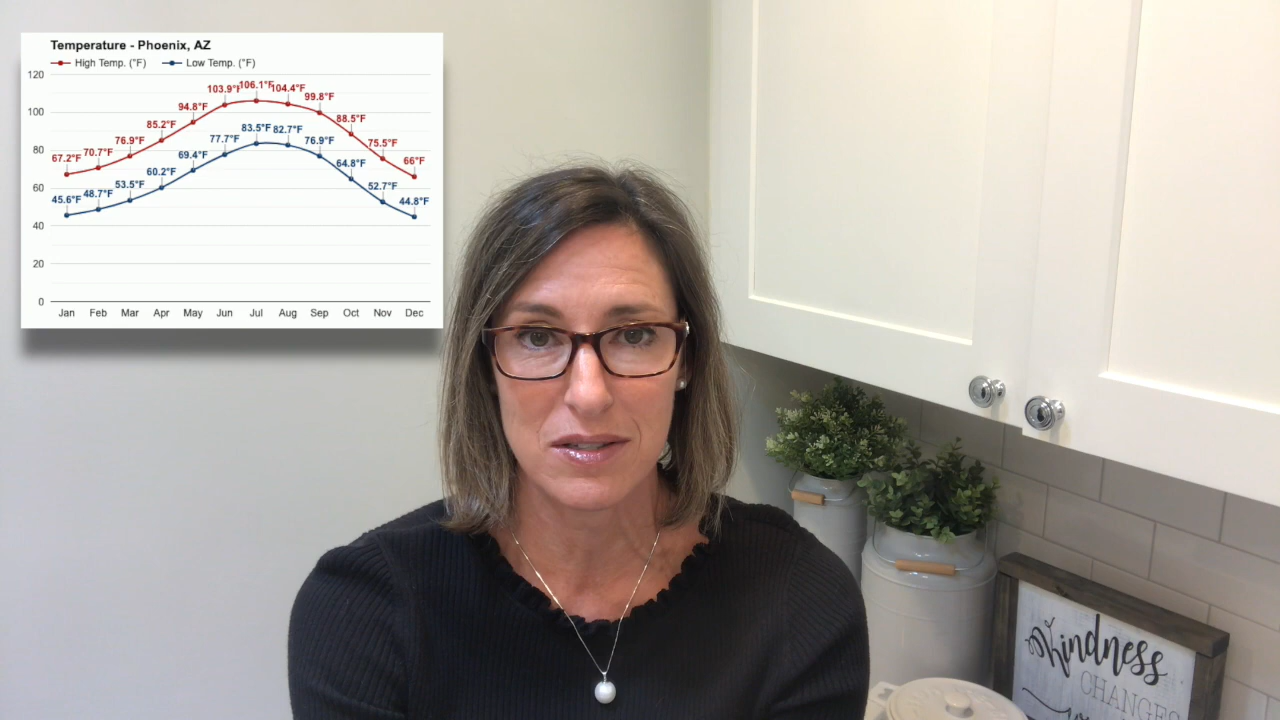 Temperature - Phoenix, AZ
High Temp. (°F) Low Temp. (°F)
120
100
80
60
40
20
0
67.2°F 70.7°F 76.9°F 85.2°F 94.8°F 103.9°F 106.1°F 104.4°F 99.8°F 88.5°F 75.5°F 66°F
45.6°F 48.7°F 53.5°F 60.2°F 69.4°F 77.7°F 83.5°F 82.7°F 76.9°F 64.8°F 52.7°F 44.8°F
Jan Feb Mar Apr May Jun Jul Aug Sep Oct Nov Dec
kindness
CHANGES